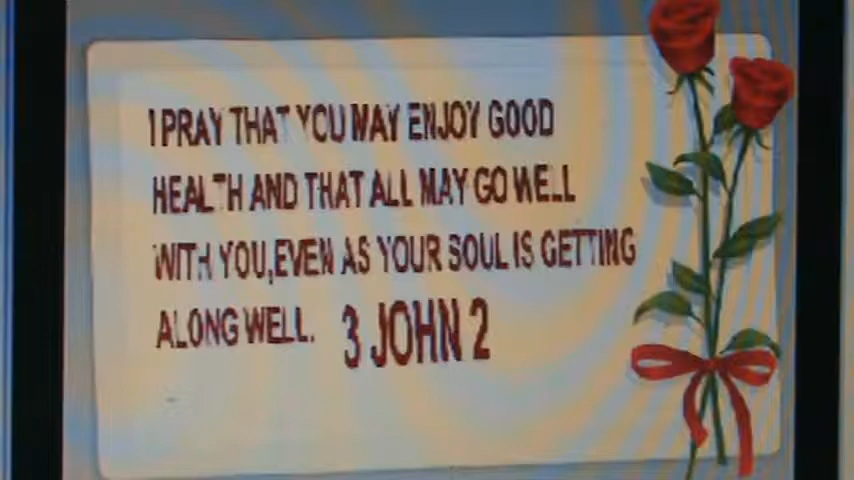 I PRAY THAT YOU MAY ENJOY GOOD
HEALTH AND THAT ALL MAY GO WELL
WITH YOU,EVEN AS YOUR SOUL IS GETTING
ALONG WELL. 3 JOHN 2